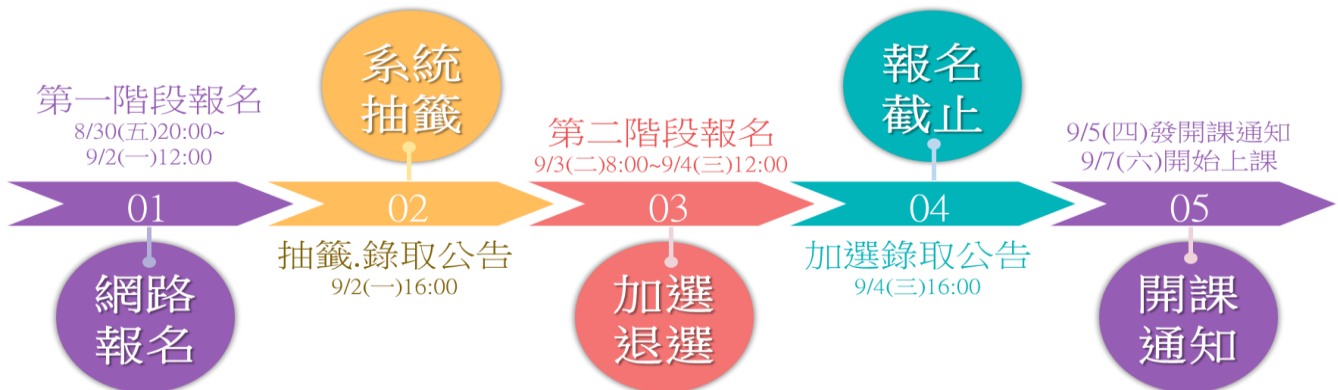 第一階段報名
8/30(五)20:00~
9/2(一)12:00
01
網路
報名
系統
抽籤
02
抽籤.錄取公告
9/2(一)16:00
第二階段報名
9/3(二)8:00~9/4(三)12:00
03
加選
退選
報名
截止
04
加選錄取公告
9/4(三)16:00
9/5(四)發開課通知
9/7(六)開始上課
05
開課
通知